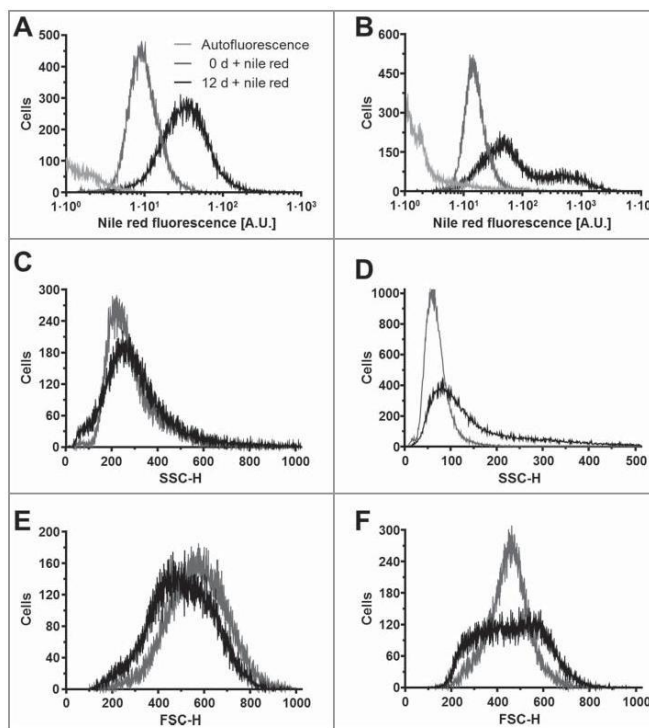 A
500
400
300
200
100
0
Cells
Autofluorescence
0 d + nile red
12 d + nile red
1·10⁰ 1·10¹ 1·10² 1·10³
Nile red fluorescence [A.U.]
B
600
450
300
150
0
Cells
1·10⁰ 1·10¹ 1·10² 1·10³ 1·10
Nile red fluorescence [A.U.]
C
300
240
180
120
60
0
Cells
0 200 400 600 800 1000
SSC-H
D
1000
800
600
400
200
0
Cells
0 100 200 300 400 500
SSC-H
E
200
160
120
80
40
0
Cells
0 200 400 600 800 1000
FSC-H
F
300
240
180
120
60
0
Cells
0 200 400 600 800 1000
FSC-H